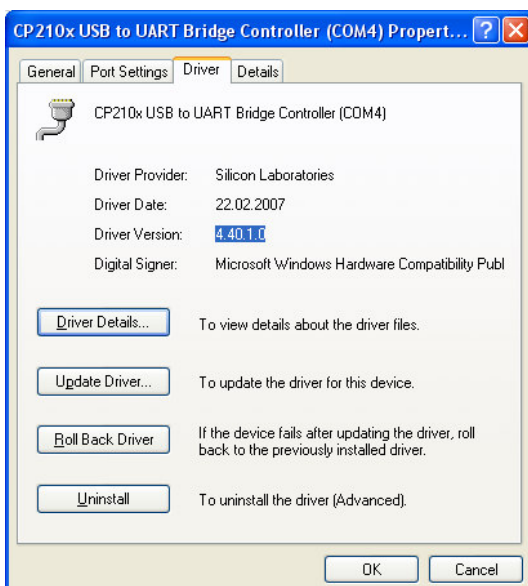 CP210x USB to UART Bridge Controller (COM4) Propert...
General Port Settings Driver Details
CP210x USB to UART Bridge Controller (COM4)
Driver Provider: Silicon Laboratories
Driver Date: 22.02.2007
Driver Version: 4.40.1.0
Digital Signer: Microsoft Windows Hardware Compatibility Publ
Driver Details... To view details about the driver files.
Update Driver... To update the driver for this device.
Roll Back Driver If the device fails after updating the driver, roll
back to the previously installed driver.
Uninstall To uninstall the driver (Advanced).
OK Cancel